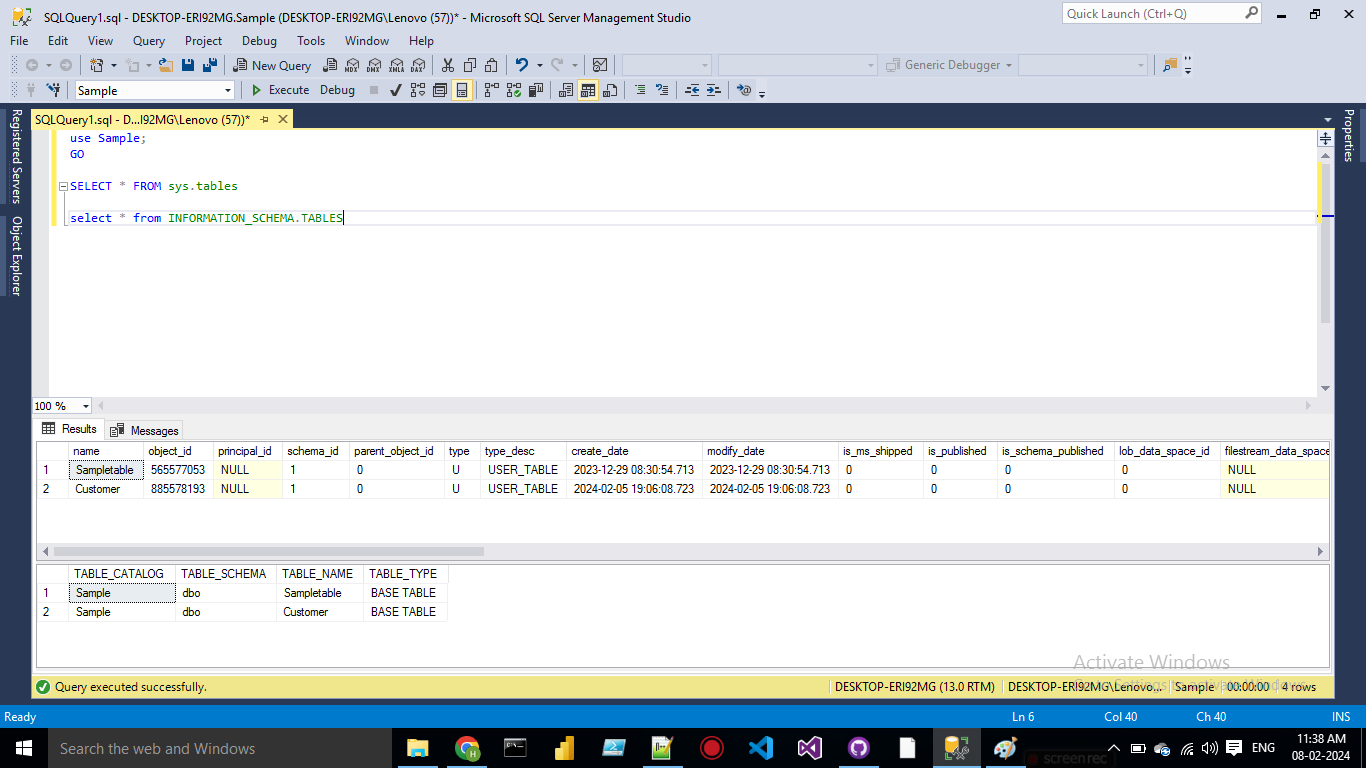 SQLQuery1.sql - DESKTOP-ERI92MG.Sample (DESKTOP-ERI92MG\Lenovo (57))* - Microsoft SQL Server Management Studio
Quick Launch (Ctrl+Q)
File Edit View Query Project Debug Tools Window Help
New Query MDX DMX XMLA DAX Generic Debugger
Sample Execute Debug
SQLQuery1.sql - D...I92MG\Lenovo (57))*
Registered Servers
Object Explorer
Properties
use Sample;
GO
SELECT * FROM sys.tables
select * from INFORMATION_SCHEMA.TABLES
100 %
Results Messages
name object_id principal_id schema_id parent_object_id type type_desc create_date modify_date is_ms_shipped is_published is_schema_published lob_data_space_id filestream_data_space
1 Sampletable 565577053 NULL 1 0 U USER_TABLE 2023-12-29 08:30:54.713 2023-12-29 08:30:54.713 0 0 0 0 NULL
2 Customer 885578193 NULL 1 0 U USER_TABLE 2024-02-05 19:06:08.723 2024-02-05 19:06:08.723 0 0 0 0 NULL
TABLE_CATALOG TABLE_SCHEMA TABLE_NAME TABLE_TYPE
1 Sample dbo Sampletable BASE TABLE
2 Sample dbo Customer BASE TABLE
Activate Windows
Go to Settings to activate Windows.
Query executed successfully. DESKTOP-ERI92MG (13.0 RTM) DESKTOP-ERI92MG\Lenovo... Sample 00:00:00 4 rows
Ready Ln 6 Col 40 Ch 40 INS
Search the web and Windows
ENG
11:38 AM
08-02-2024
screenrec